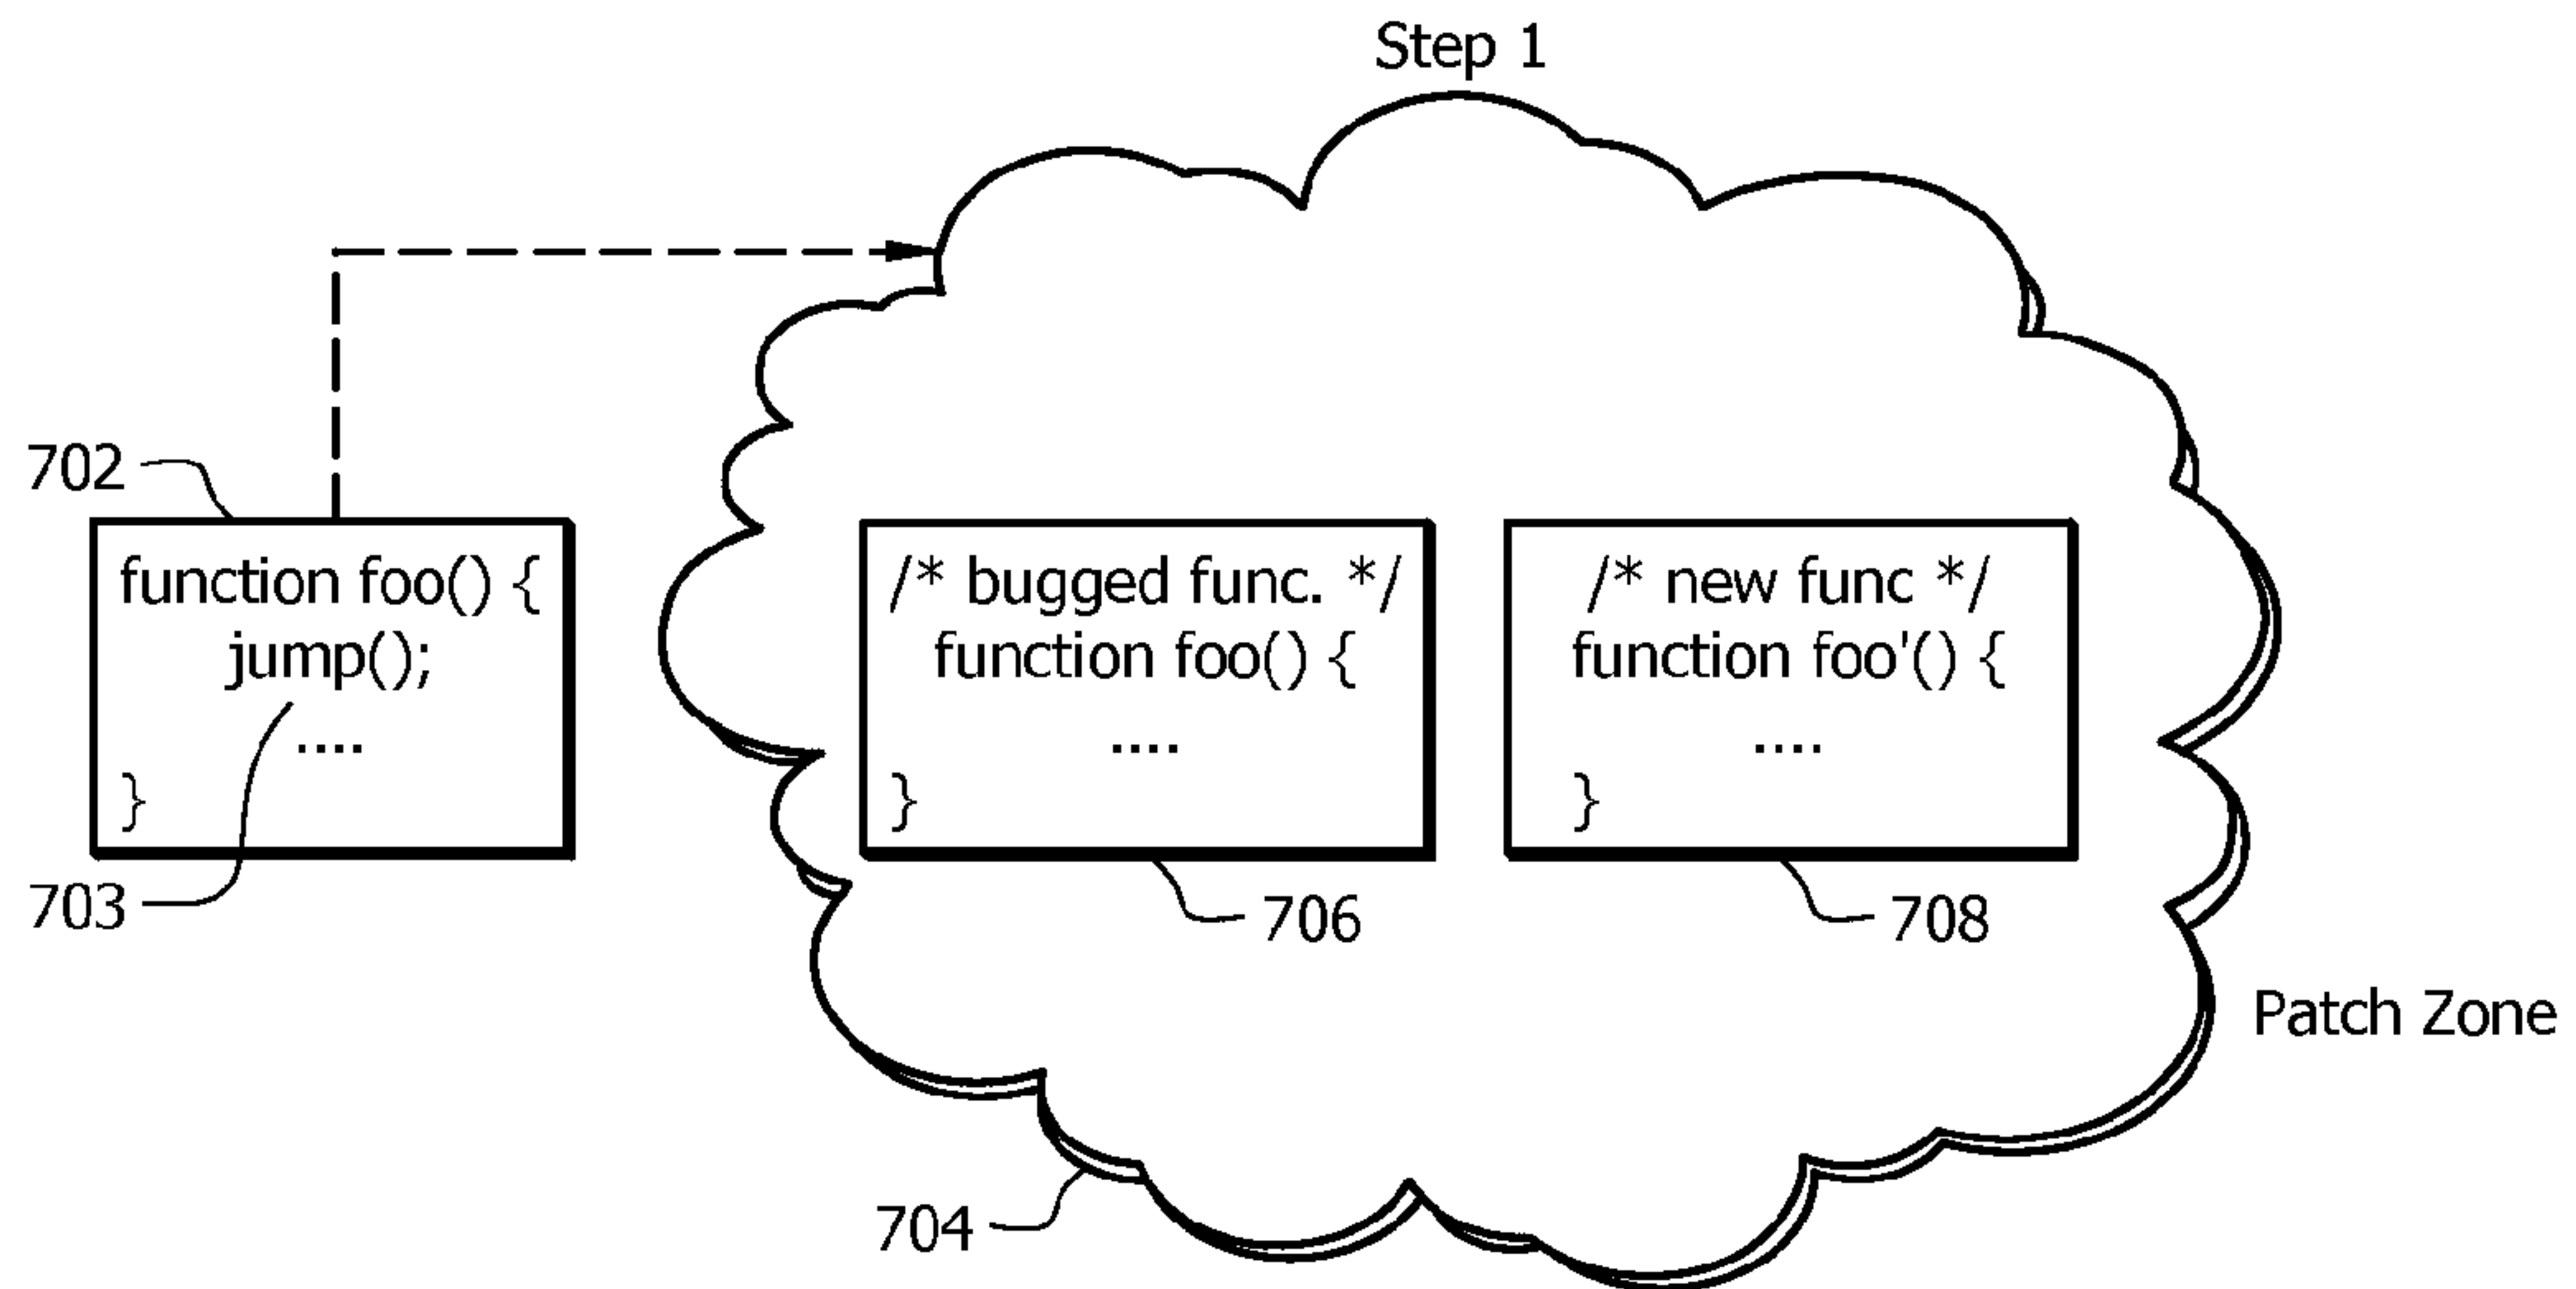 Step 1
702
function foo() {
jump();
....
}
703
/* bugged func. */
function foo() {
....
}
706
/* new func */
function foo'() {
....
}
708
Patch Zone
704